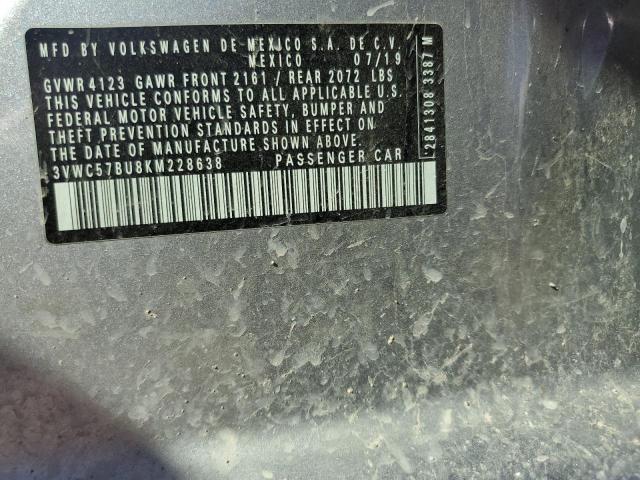 MFD BY VOLKSWAGEN DE-MEXICO S.A. DE C.V.
MEXICO 07/19
GVWR 4123 GAWR FRONT 2161 / REAR 2072 LBS
THIS VEHICLE CONFORMS TO ALL APPLICABLE U.S.
FEDERAL MOTOR VEHICLE SAFETY, BUMPER AND
THEFT PREVENTION STANDARDS IN EFFECT ON
THE DATE OF MANUFACTURE SHOWN ABOVE.
3VWC57BU8KM228638 PASSENGER CAR
2841308 3387 M